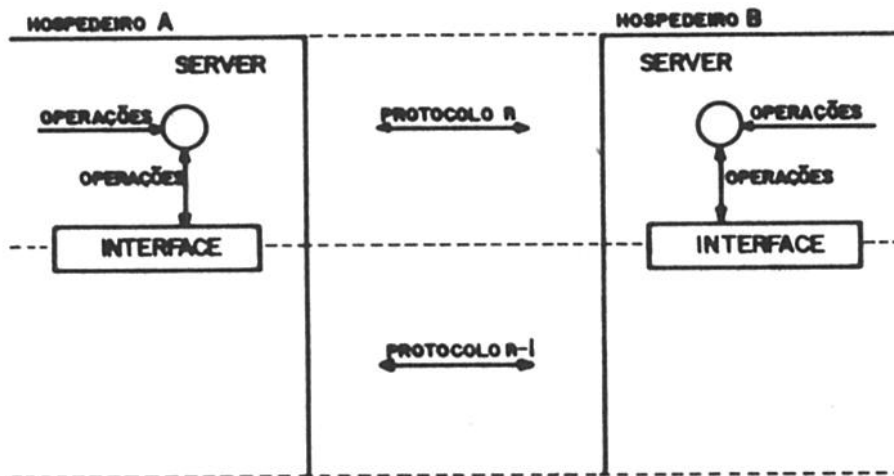 HOSPEDEIRO A
HOSPEDEIRO B
SERVER
SERVER
OPERAÇÕES
PROTOCOLO n
OPERAÇÕES
OPERAÇÕES
OPERAÇÕES
INTERFACE
INTERFACE
PROTOCOLO n-1